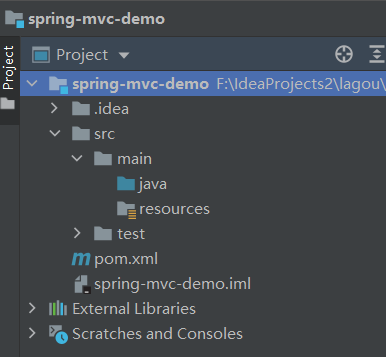 spring-mvc-demo
Project
Project
spring-mvc-demo F:\IdeaProjects2\lagou\
.idea
src
main
java
resources
test
pom.xml
spring-mvc-demo.iml
External Libraries
Scratches and Consoles